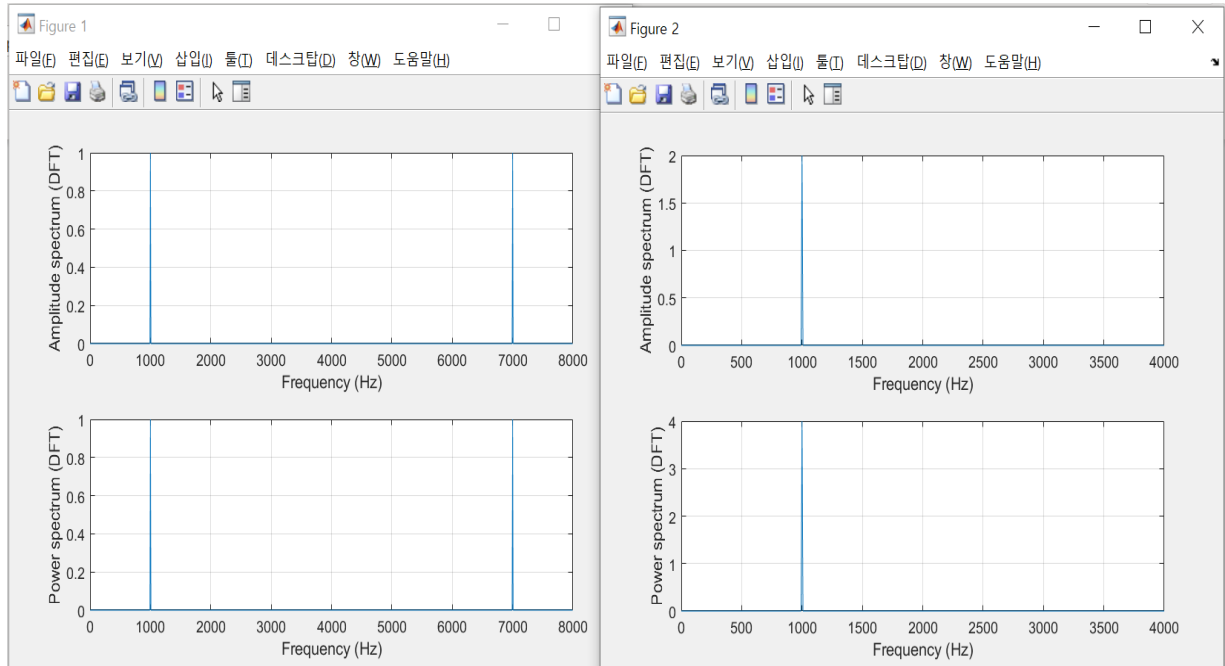 Figure 1
파일(F) 편집(E) 보기(V) 삽입(I) 툴(T) 데스크탑(D) 창(W) 도움말(H)
Amplitude spectrum (DFT)
1
0.8
0.6
0.4
0.2
0
0 1000 2000 3000 4000 5000 6000 7000 8000
Frequency (Hz)
Power spectrum (DFT)
1
0.8
0.6
0.4
0.2
0
0 1000 2000 3000 4000 5000 6000 7000 8000
Frequency (Hz)
Figure 2
파일(F) 편집(E) 보기(V) 삽입(I) 툴(T) 데스크탑(D) 창(W) 도움말(H)
Amplitude spectrum (DFT)
2
1.5
1
0.5
0
0 500 1000 1500 2000 2500 3000 3500 4000
Frequency (Hz)
Power spectrum (DFT)
4
3
2
1
0
0 500 1000 1500 2000 2500 3000 3500 4000
Frequency (Hz)